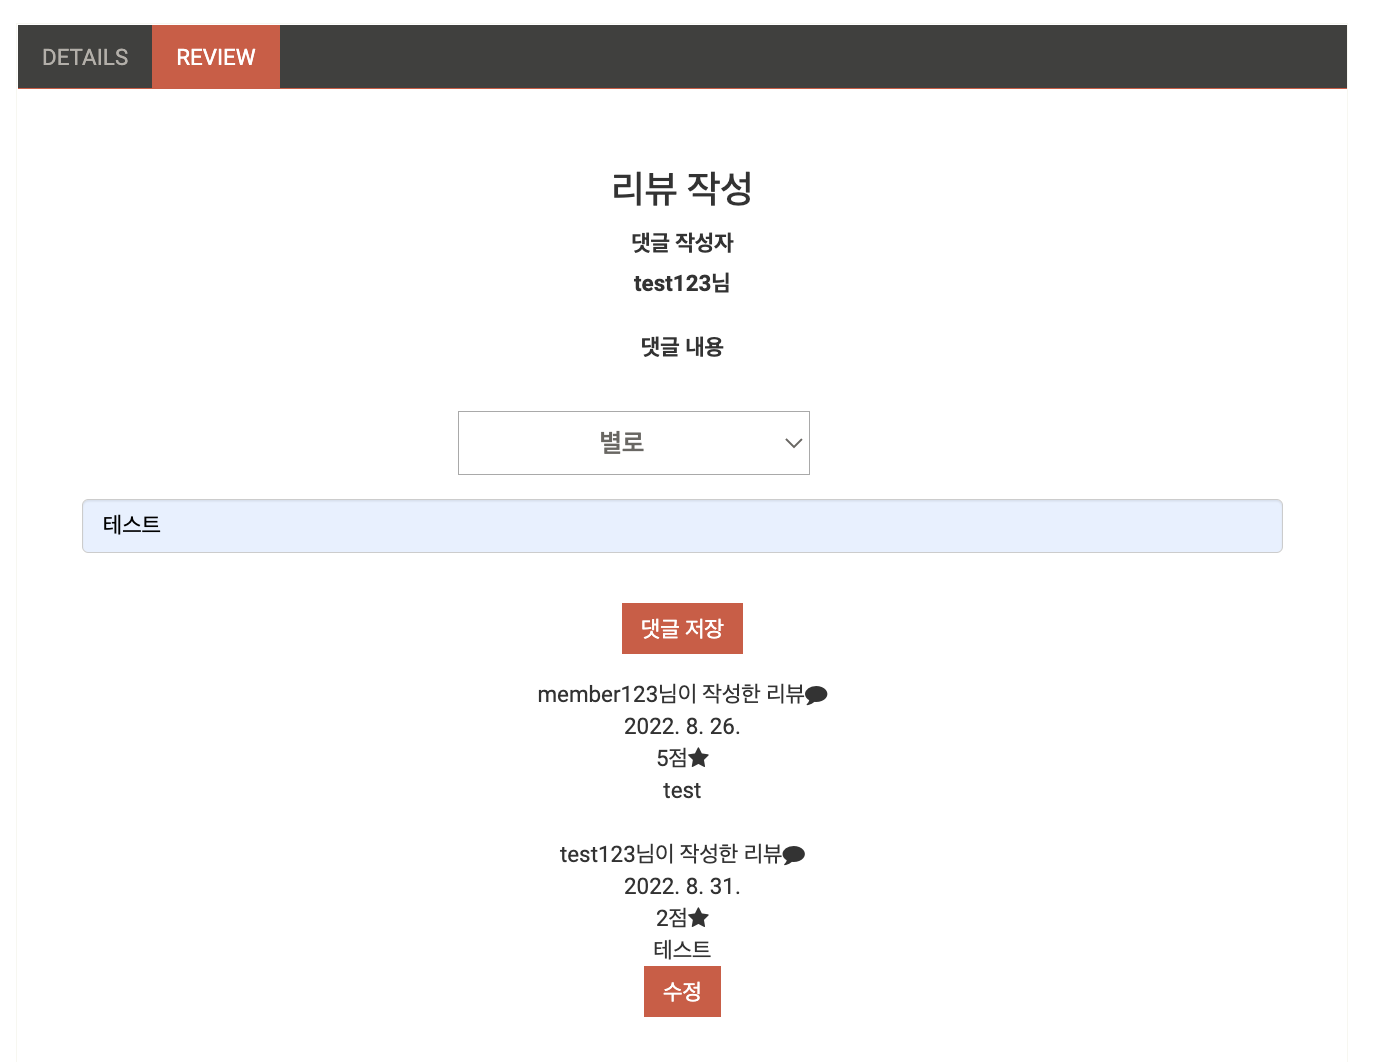 DETAILS REVIEW
리뷰 작성
댓글 작성자
test123님
댓글 내용
별로
테스트
댓글 저장
member123님이 작성한 리뷰
2022. 8. 26.
5점
test
test123님이 작성한 리뷰
2022. 8. 31.
2점
테스트
수정